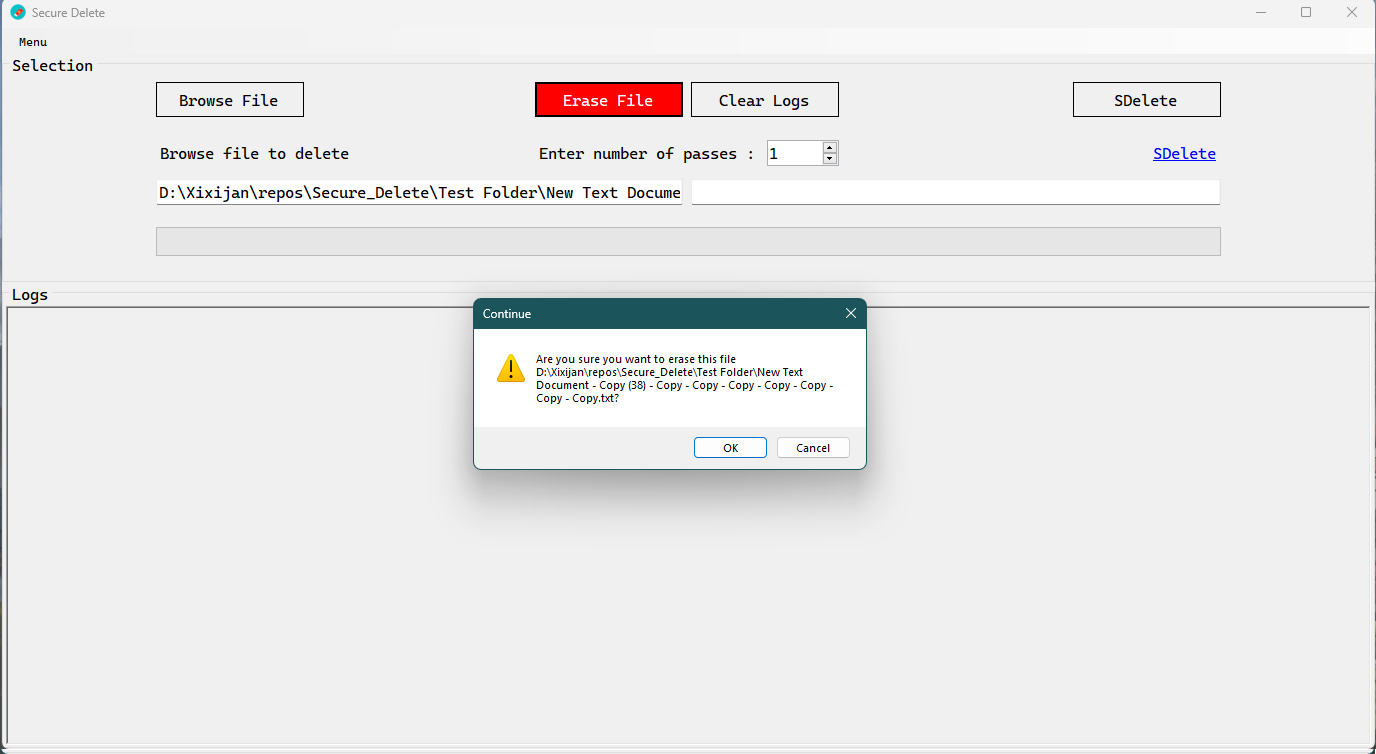 Secure Delete
Menu
Selection
Browse File
Erase File
Clear Logs
SDelete
Browse file to delete
Enter number of passes :
1
SDelete
D:\Xixijan\repos\Secure_Delete\Test Folder\New Text Docume
Logs
Continue
Are you sure you want to erase this file
D:\Xixijan\repos\Secure_Delete\Test Folder\New Text
Document - Copy (38) - Copy - Copy - Copy - Copy - Copy -
Copy - Copy.txt?
OK
Cancel